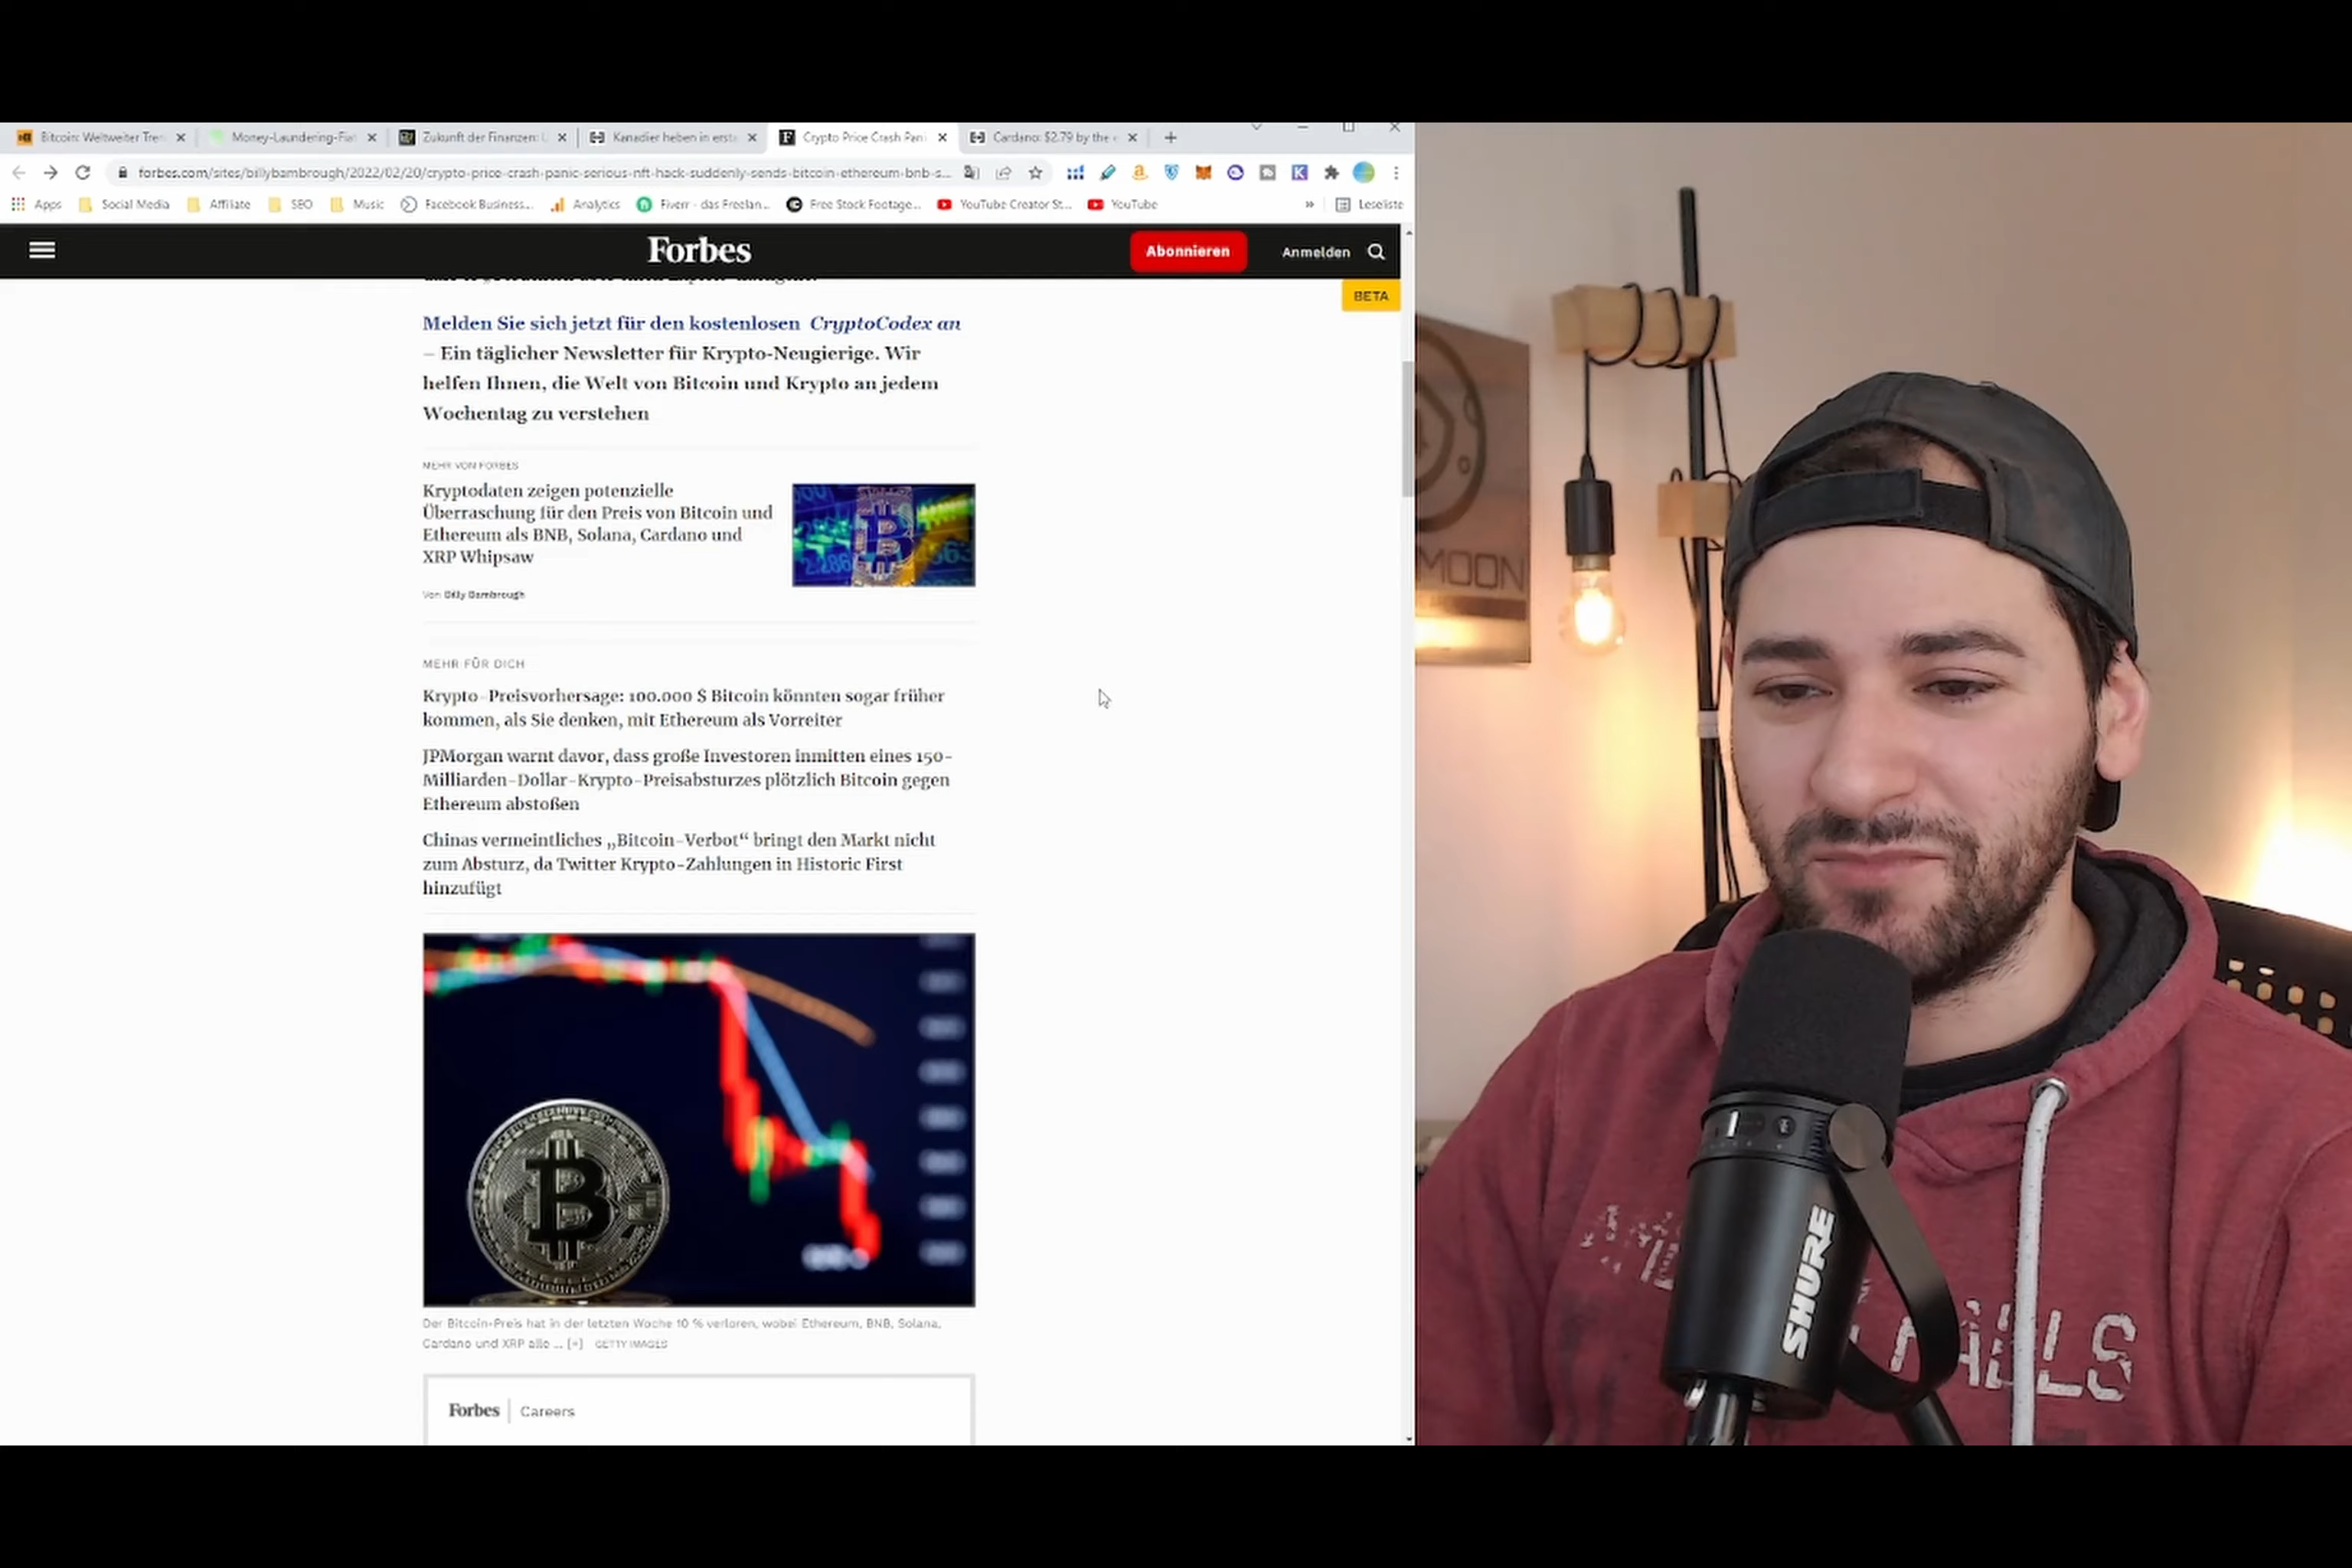 Bitcoin: Weltweiter Tren
Money-Laundering-Fiat
Zukunft der Finanzen:
Kanadier heben in erst
Crypto Price Crash Pani
Cardano: $2.79 by the e
forbes.com/sites/billybambrough/2022/02/20/crypto-price-crash-panic-serious-nft-hack-suddenly-sends-bitcoin-ethereum-bnb-s...
Apps
Social Media
Affiliate
SEO
Music
Facebook Business...
Analytics
Fiverr - das Freelan...
Free Stock Footage...
YouTube Creator St...
YouTube
»
Leseliste
Forbes
Abonnieren
Anmelden
BETA
Melden Sie sich jetzt für den kostenlosen CryptoCodex an
– Ein täglicher Newsletter für Krypto-Neugierige. Wir
helfen Ihnen, die Welt von Bitcoin und Krypto an jedem
Wochentag zu verstehen
MEHR VON FORBES
Kryptodaten zeigen potenzielle
Überraschung für den Preis von Bitcoin und
Ethereum als BNB, Solana, Cardano und
XRP Whipsaw
Von Billy Bambrough
MEHR FÜR DICH
Krypto-Preisvorhersage: 100.000 $ Bitcoin könnten sogar früher
kommen, als Sie denken, mit Ethereum als Vorreiter
JPMorgan warnt davor, dass große Investoren inmitten eines 150-
Milliarden-Dollar-Krypto-Preisabsturzes plötzlich Bitcoin gegen
Ethereum abstoßen
Chinas vermeintliches „Bitcoin-Verbot“ bringt den Markt nicht
zum Absturz, da Twitter Krypto-Zahlungen in Historic First
hinzufügt
Der Bitcoin-Preis hat in der letzten Woche 10 % verloren, wobei Ethereum, BNB, Solana,
Cardano und XRP alle ... [+] GETTY IMAGES
Forbes | Careers
MOON
SHURE